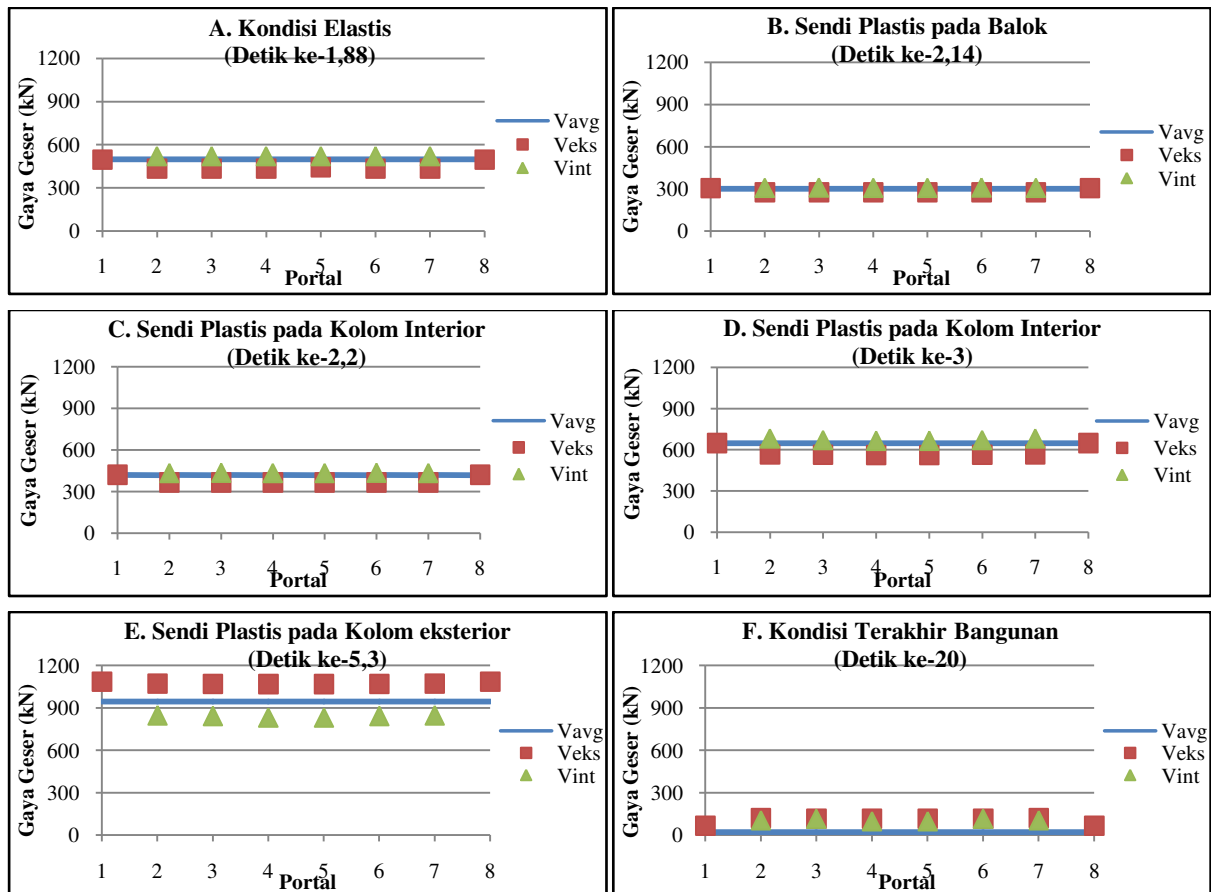 A. Kondisi Elastis
(Detik ke-1,88)
Gaya Geser (kN)
1200
900
600
300
0
1 2 3 4 5 6 7 8
Portal
Vavg
Veks
Vint
B. Sendi Plastis pada Balok
(Detik ke-2,14)
Gaya Geser (kN)
1200
900
600
300
0
1 2 3 4 5 6 7 8
Portal
Vavg
Veks
Vint
C. Sendi Plastis pada Kolom Interior
(Detik ke-2,2)
Gaya Geser (kN)
1200
900
600
300
0
1 2 3 4 5 6 7 8
Portal
Vavg
Veks
Vint
D. Sendi Plastis pada Kolom Interior
(Detik ke-3)
Gaya Geser (kN)
1200
900
600
300
0
1 2 3 4 5 6 7 8
Portal
Vavg
Veks
Vint
E. Sendi Plastis pada Kolom eksterior
(Detik ke-5,3)
Gaya Geser (kN)
1200
900
600
300
0
1 2 3 4 5 6 7 8
Portal
Vavg
Veks
Vint
F. Kondisi Terakhir Bangunan
(Detik ke-20)
Gaya Geser (kN)
1200
900
600
300
0
1 2 3 4 5 6 7 8
Portal
Vavg
Veks
Vint